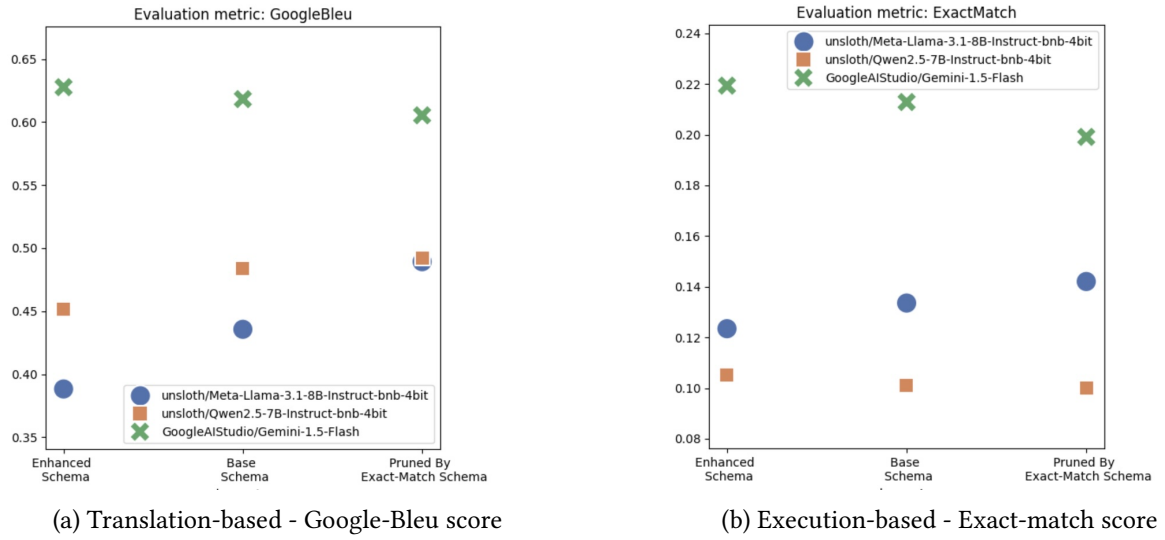 Evaluation metric: GoogleBleu
0.65
0.60
0.55
0.50
0.45
0.40
0.35
unsloth/Meta-Llama-3.1-8B-Instruct-bnb-4bit
unsloth/Qwen2.5-7B-Instruct-bnb-4bit
GoogleAIStudio/Gemini-1.5-Flash
Enhanced
Schema
Base
Schema
Pruned By
Exact-Match Schema
(a) Translation-based - Google-Bleu score
Evaluation metric: ExactMatch
0.24
0.22
0.20
0.18
0.16
0.14
0.12
0.10
0.08
unsloth/Meta-Llama-3.1-8B-Instruct-bnb-4bit
unsloth/Qwen2.5-7B-Instruct-bnb-4bit
GoogleAIStudio/Gemini-1.5-Flash
Enhanced
Schema
Base
Schema
Pruned By
Exact-Match Schema
(b) Execution-based - Exact-match score